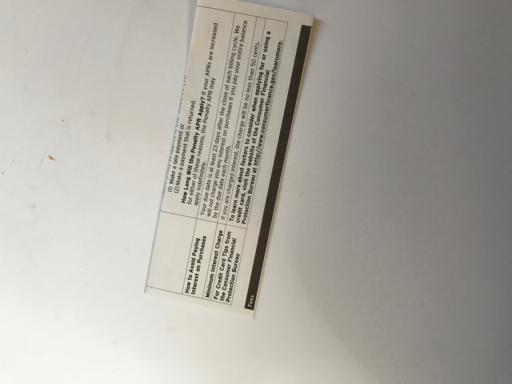 (1) Make a late payment or
(2) Make a payment that is returned.
How Long Will the Penalty APR Apply? If your APRs are increased
for either of these reasons, the Penalty APR may
apply indefinitely.
How to Avoid Paying
Interest on Purchases
Your due date is at least 23 days after the close of each billing cycle. We
will not charge you any interest on purchases if you pay your entire balance
by the due date each month.
Minimum Interest Charge
If you are charged interest, the charge will be no less than 50 cents.
For Credit Card Tips from
the Consumer Financial
Protection Bureau
To learn more about factors to consider when applying for or using a
credit card, visit the website of the Consumer Financial
Protection Bureau at http://www.consumerfinance.gov/learnmore.
Fees